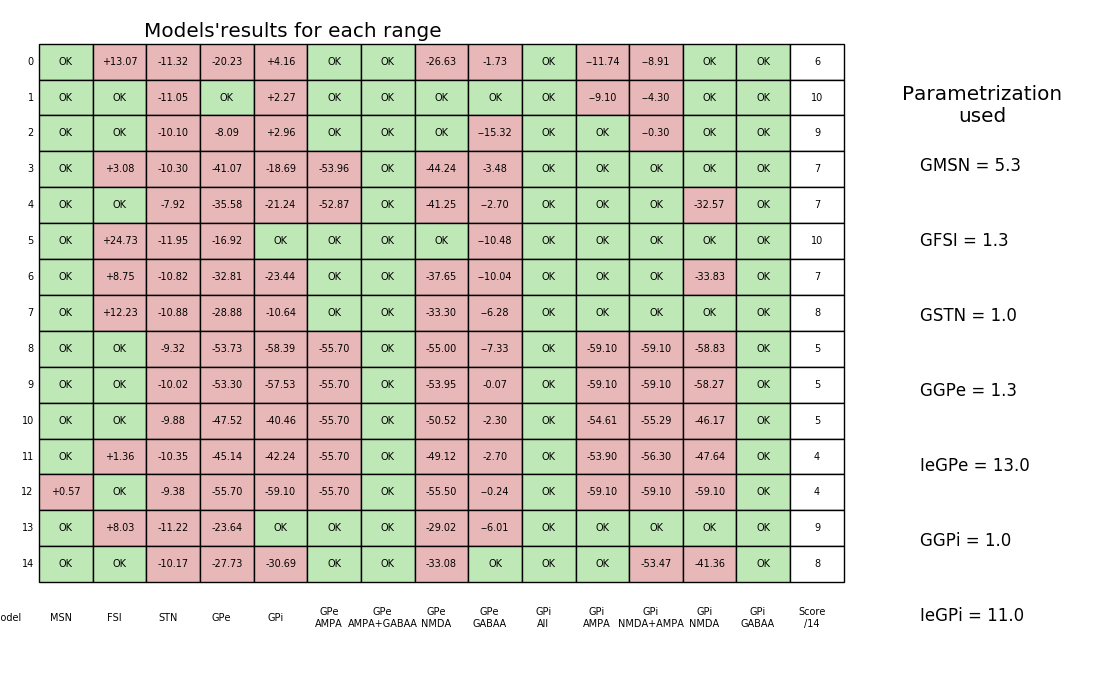 Models'results for each range
0 OK +13.07 -11.32 -20.23 +4.16 OK OK -26.63 -1.73 OK −11.74 −8.91 OK OK 6
1 OK OK -11.05 OK +2.27 OK OK OK OK OK −9.10 −4.30 OK OK 10
2 OK OK -10.10 -8.09 +2.96 OK OK OK −15.32 OK OK −0.30 OK OK 9
3 OK +3.08 -10.30 -41.07 -18.69 -53.96 OK -44.24 -3.48 OK OK OK OK OK 7
4 OK OK -7.92 -35.58 -21.24 -52.87 OK -41.25 −2.70 OK OK OK -32.57 OK 7
5 OK +24.73 -11.95 -16.92 OK OK OK OK −10.48 OK OK OK OK OK 10
6 OK +8.75 -10.82 -32.81 -23.44 OK OK -37.65 −10.04 OK OK OK -33.83 OK 7
7 OK +12.23 -10.88 -28.88 -10.64 OK OK -33.30 −6.28 OK OK OK OK OK 8
8 OK OK -9.32 -53.73 -58.39 -55.70 OK -55.00 −7.33 OK -59.10 -59.10 -58.83 OK 5
9 OK OK -10.02 -53.30 -57.53 -55.70 OK -53.95 -0.07 OK -59.10 -59.10 -58.27 OK 5
10 OK OK -9.88 -47.52 -40.46 -55.70 OK -50.52 -2.30 OK -54.61 -55.29 -46.17 OK 5
11 OK +1.36 -10.35 -45.14 -42.24 -55.70 OK -49.12 -2.70 OK -53.90 -56.30 -47.64 OK 4
12 +0.57 OK -9.38 -55.70 -59.10 -55.70 OK -55.50 −0.24 OK -59.10 -59.10 -59.10 OK 4
13 OK +8.03 -11.22 -23.64 OK OK OK -29.02 −6.01 OK OK OK OK OK 9
14 OK OK -10.17 -27.73 -30.69 OK OK -33.08 OK OK OK -53.47 -41.36 OK 8
odel MSN FSI STN GPe GPi GPe GPe GPe GPe GPi GPi GPi GPi GPi Score
AMPA AMPA+GABAA NMDA GABAA All AMPA NMDA+AMPA NMDA GABAA /14
Parametrization
used
GMSN = 5.3
GFSI = 1.3
GSTN = 1.0
GGPe = 1.3
IeGPe = 13.0
GGPi = 1.0
IeGPi = 11.0